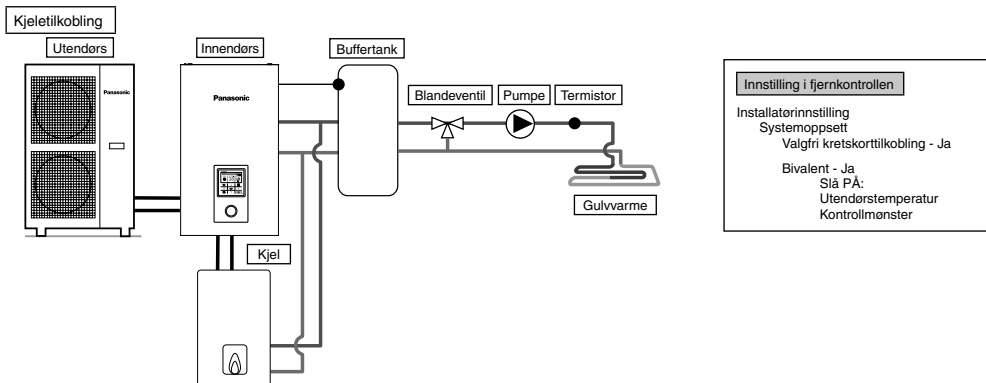 Kjeletilkobling
Utendørs
Innendørs
Buffertank
Panasonic
Panasonic
Blandeventil
Pumpe
Termistor
Gulvvarme
Kjel
Innstilling i fjernkontrollen
Installatørinnstilling
Systemoppsett
Valgfri kretskorttilkobling - Ja
Bivalent - Ja
Slå PÅ:
Utendørstemperatur
Kontrollmønster